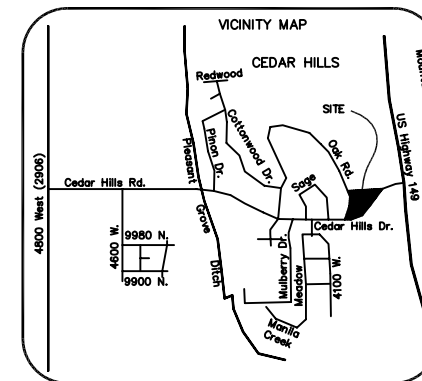 VICINITY MAP
CEDAR HILLS
Redwood
SITE
Cottonwood Dr.
Pinon Dr.
Oak Rd.
US Highway 149
Pleasant
Grove
Ditch
Sage
4800 West (2906)
Cedar Hills Rd.
Cedar Hills Dr.
4600 W.
9980 N.
9900 N.
Mulberry Dr.
Meadow
4100 W.
Manila
Creek